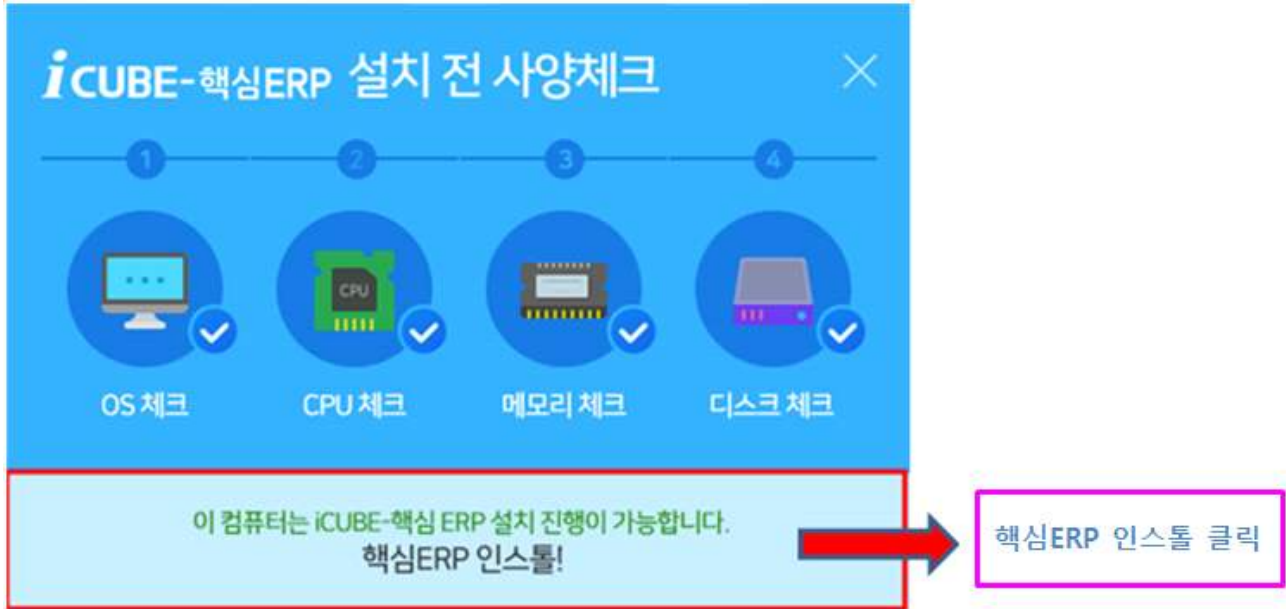 iCUBE-핵심ERP 설치 전 사양체크
1 2 3 4
CPU
OS 체크 CPU 체크 메모리 체크 디스크 체크
이 컴퓨터는 iCUBE-핵심 ERP 설치 진행이 가능합니다.
핵심ERP 인스톨!
핵심ERP 인스톨 클릭